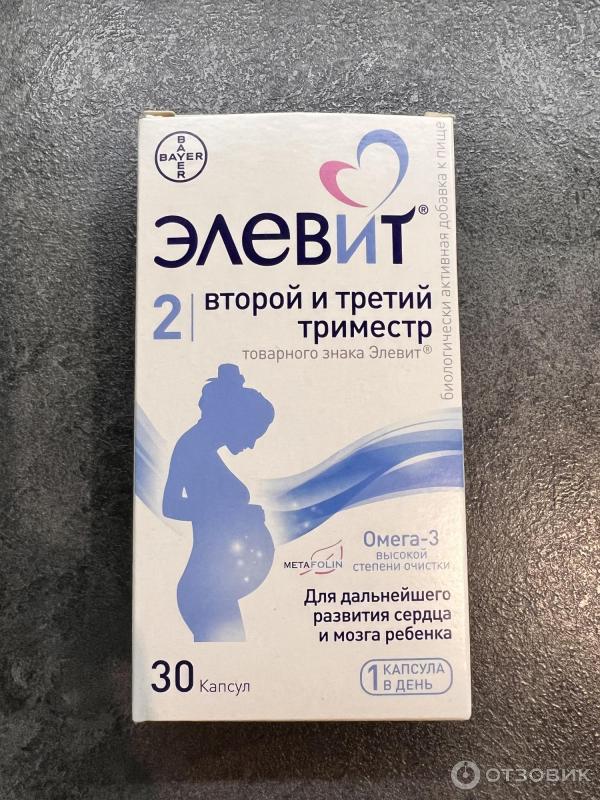 BAYER
BAYER
ЭЛЕВИТ®
2 | второй и третий
триместр
товарного знака Элевит®
биологически активная добавка к пище
METAFOLIN
Омега-3
высокой
степени очистки
Для дальнейшего
развития сердца
и мозга ребенка
30 Капсул
1 КАПСУЛА
В ДЕНЬ
ОТЗОВИК